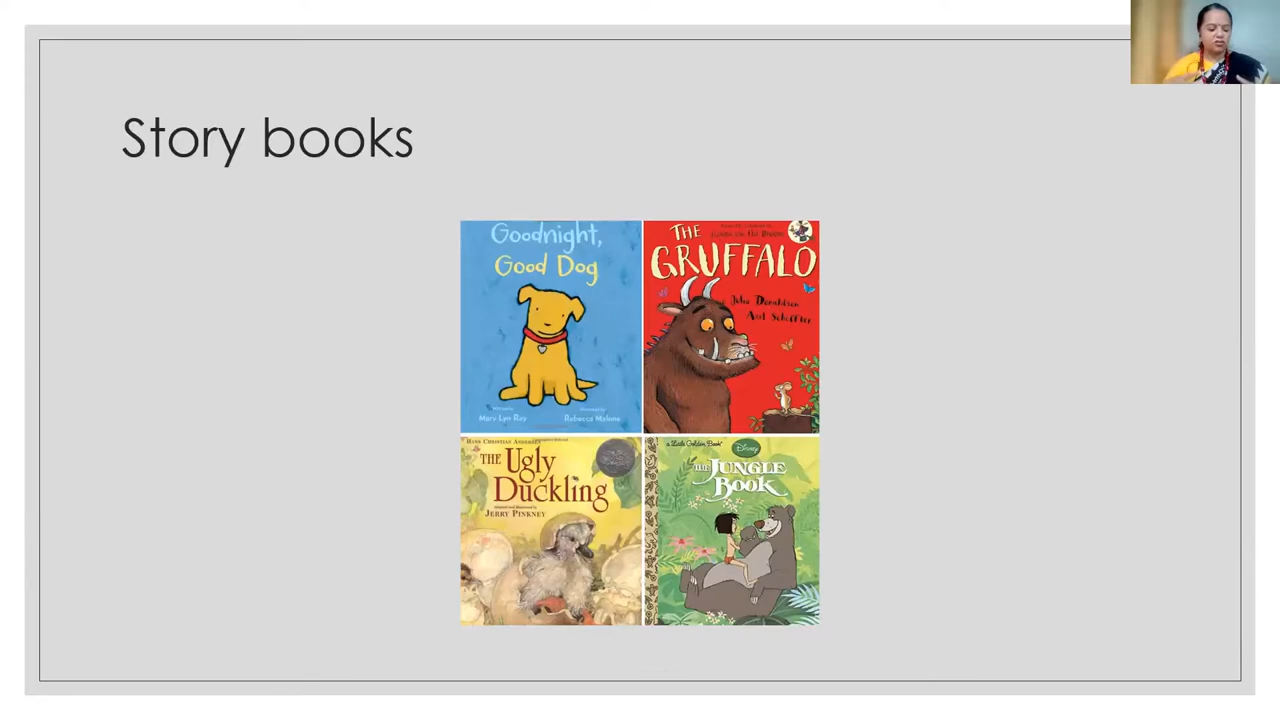 Story books
Goodnight,
Good Dog
Mary Lyn Ray
Rebecca Malone
THE
GRUFFALO
Julia Donaldson
Axel Scheffler
HANS CHRISTIAN ANDERSEN
THE Ugly
Duckling
JERRY PINKNEY
a Little Golden Book
Disney
THE JUNGLE
BOOK